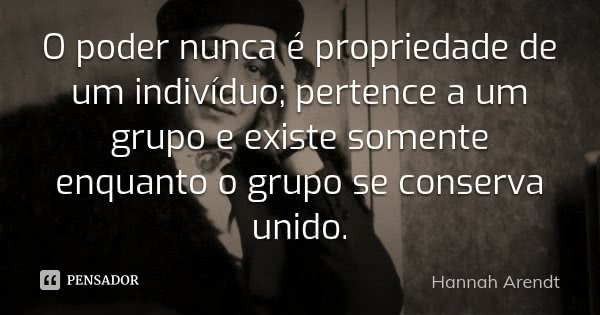 O poder nunca é propriedade de
um indivíduo; pertence a um
grupo e existe somente
enquanto o grupo se conserva
unido.
PENSADOR
Hannah Arendt